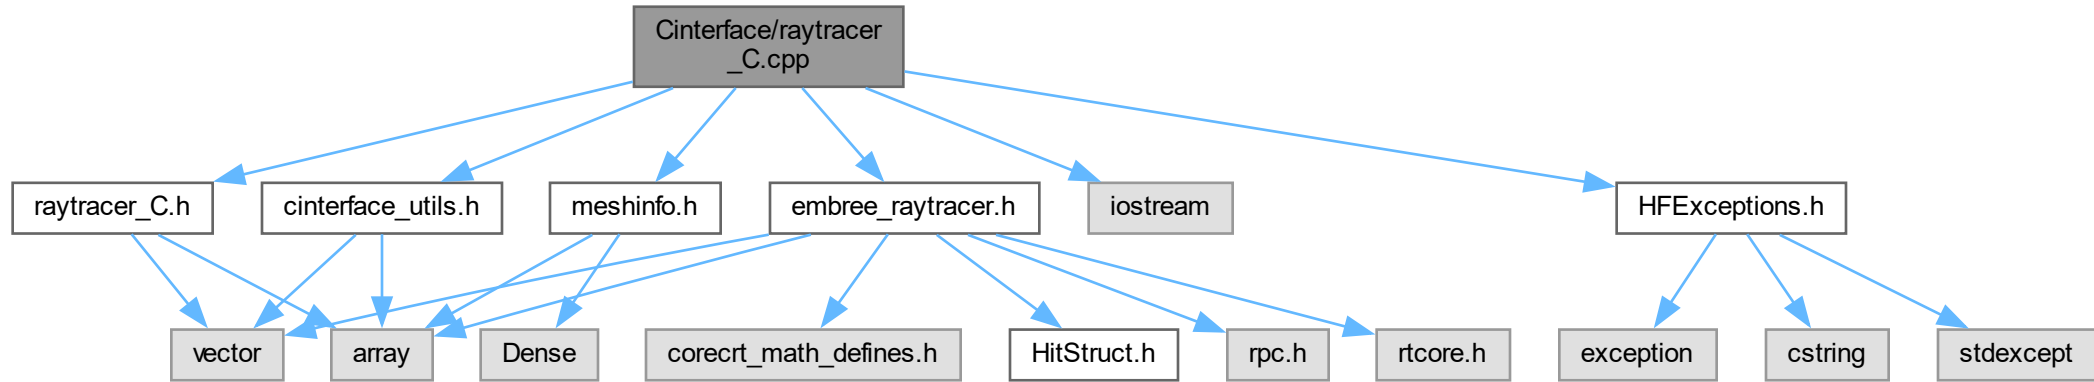 Cinterface/raytracer
_C.cpp
raytracer_C.h
cinterface_utils.h
meshinfo.h
embree_raytracer.h
iostream
HFExceptions.h
vector
array
Dense
corecrt_math_defines.h
HitStruct.h
rpc.h
rtcore.h
exception
cstring
stdexcept